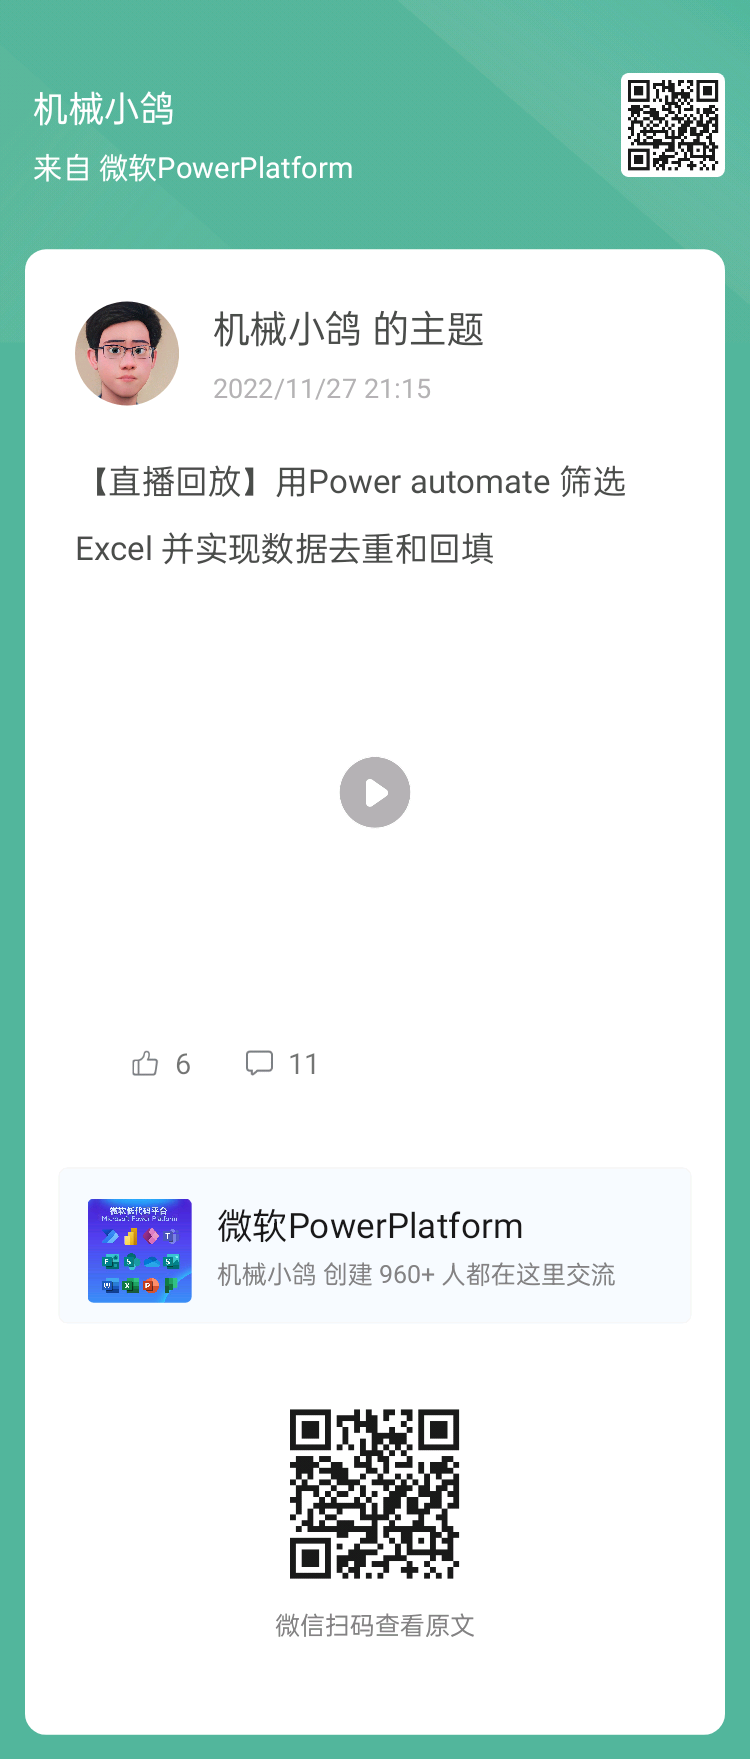 机械小鸽
来自 微软PowerPlatform
机械小鸽 的主题
2022/11/27 21:15
【直播回放】用Power automate 筛选
Excel 并实现数据去重和回填
6 11
微软低代码平台
Microsoft Power Platform
微软PowerPlatform
机械小鸽 创建 960+ 人都在这里交流
微信扫码查看原文